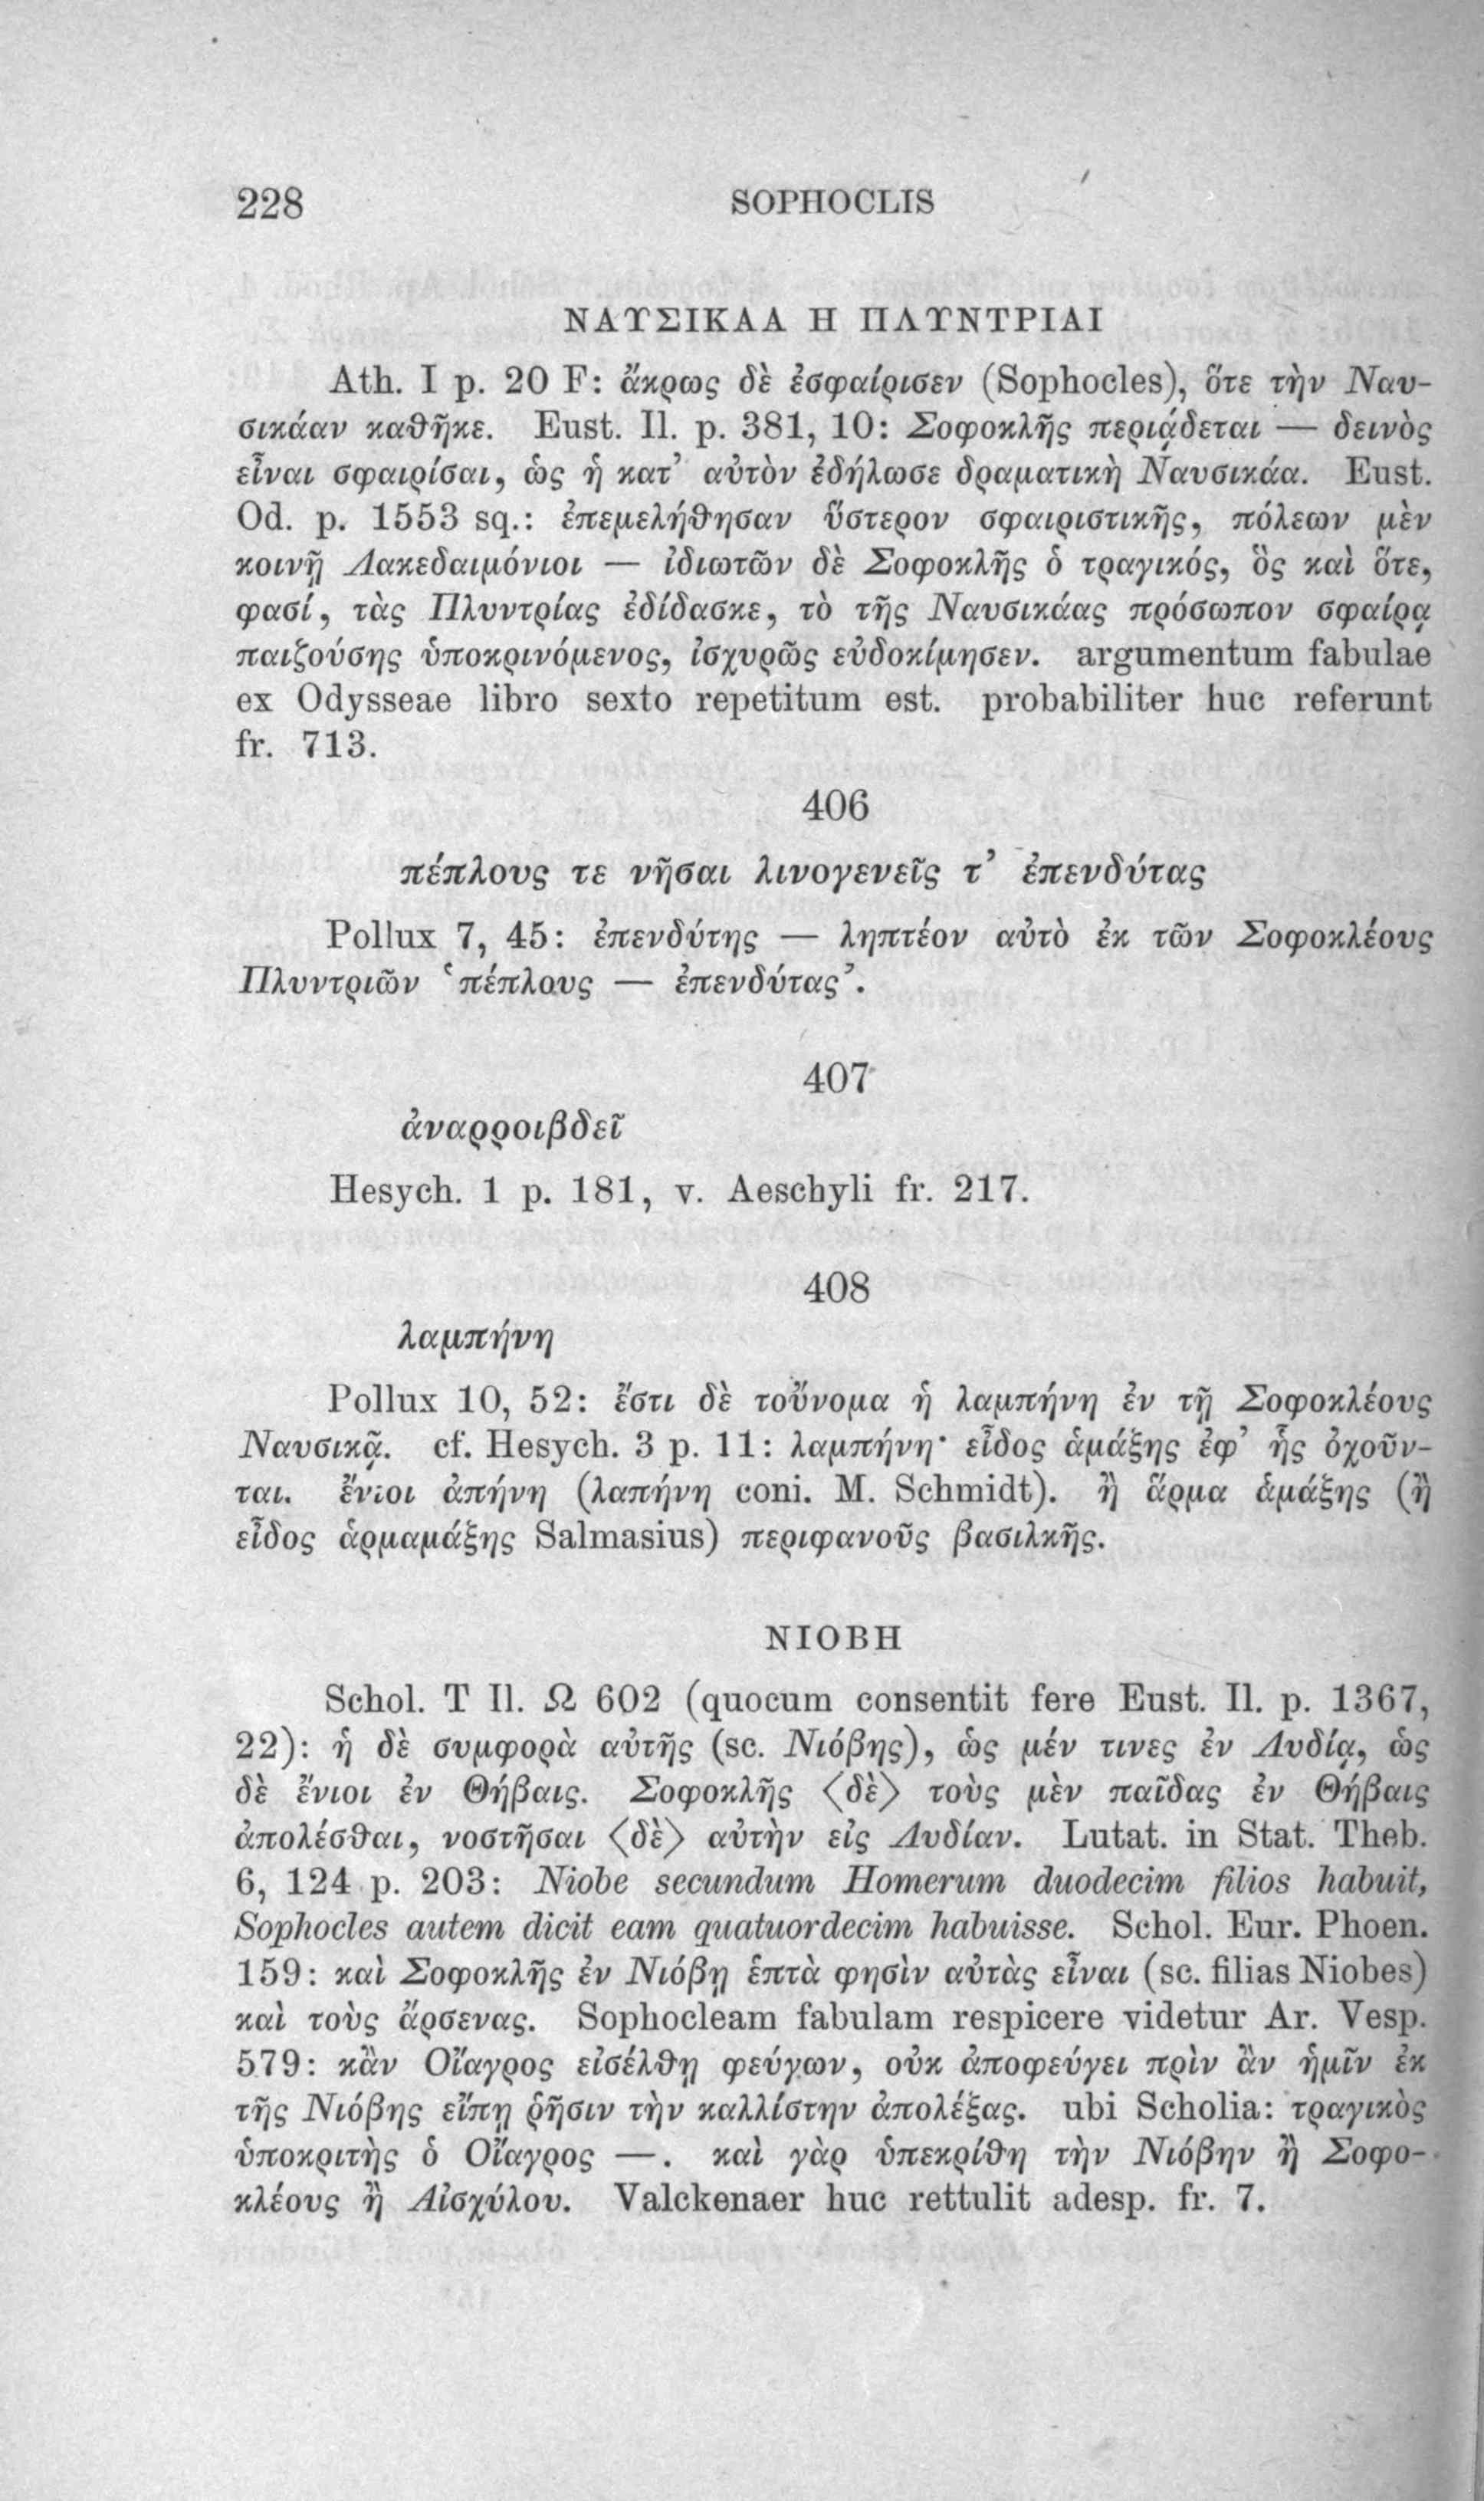 228 SOPHOCLIS
ΝΑΥΣΙΚΑΑ Η ΠΛΥΝΤΡΙΑΙ
Ath. I p. 20 F: ἄκρως δὲ ἐσφαίρισεν (Sophocles), ὅτε τὴν Ναυ-
σικάαν καθῆκε. Eust. Il. p. 381, 10: Σοφοκλῆς περιᾴδεται — δεινὸς
εἶναι σφαιρίσαι, ὡς ἡ κατ᾽ αὐτὸν ἐδήλωσε δραματικὴ Ναυσικάα. Eust.
Od. p. 1553 sq.: ἐπεμελήθησαν ὕστερον σφαιριστικῆς, πόλεων μὲν
κοινῇ Λακεδαιμόνιοι — ἰδιωτῶν δὲ Σοφοκλῆς ὁ τραγικός, ὃς καὶ ὅτε,
φασί, τὰς Πλυντρίας ἐδίδασκε, τὸ τῆς Ναυσικάας πρόσωπον σφαίρᾳ
παιζούσης ὑποκρινόμενος, ἰσχυρῶς εὐδοκίμησεν. argumentum fabulae
ex Odysseae libro sexto repetitum est. probabiliter huc referunt
fr. 713.
406
πέπλους τε νῆσαι λινογενεῖς τ᾽ ἐπενδύτας
Pollux 7, 45: ἐπενδύτης — ληπτέον αὐτὸ ἐκ τῶν Σοφοκλέους
Πλυντριῶν ‘πέπλους — ἐπενδύτας’.
407
ἀναρροιβδεῖ
Hesych. 1 p. 181, v. Aeschyli fr. 217.
408
λαμπήνη
Pollux 10, 52: ἔστι δὲ τοὔνομα ἡ λαμπήνη ἐν τῇ Σοφοκλέους
Ναυσικᾷ. cf. Hesych. 3 p. 11: λαμπήνη· εἶδος ἁμάξης ἐφ᾽ ἧς ὀχοῦν-
ται. ἔνιοι ἀπήνη (λαπήνη coni. M. Schmidt). ἢ ἅρμα ἁμάξης (ἢ
εἶδος ἁρμαμάξης Salmasius) περιφανοῦς βασιλκῆς.
ΝΙΟΒΗ
Schol. T Il. Ω 602 (quocum consentit fere Eust. Il. p. 1367,
22): ἡ δὲ συμφορὰ αὐτῆς (sc. Νιόβης), ὡς μέν τινες ἐν Λυδίᾳ, ὡς
δὲ ἔνιοι ἐν Θήβαις. Σοφοκλῆς ⟨δὲ⟩ τοὺς μὲν παῖδας ἐν Θήβαις
ἀπολέσθαι, νοστῆσαι ⟨δὲ⟩ αὐτὴν εἰς Λυδίαν. Lutat. in Stat. Theb.
6, 124 p. 203: Niobe secundum Homerum duodecim filios habuit,
Sophocles autem dicit eam quatuordecim habuisse. Schol. Eur. Phoen.
159: καὶ Σοφοκλῆς ἐν Νιόβῃ ἑπτὰ φησὶν αὐτὰς εἶναι (sc. filias Niobes)
καὶ τοὺς ἄρσενας. Sophocleam fabulam respicere videtur Ar. Vesp.
579: κἂν Οἴαγρος εἰσέλθῃ φεύγων, οὐκ ἀποφεύγει πρὶν ἂν ἡμῖν ἐκ
τῆς Νιόβης εἴπῃ ῥῆσιν τὴν καλλίστην ἀπολέξας. ubi Scholia: τραγικὸς
ὑποκριτὴς ὁ Οἴαγρος —. καὶ γὰρ ὑπεκρίθη τὴν Νιόβην ἢ Σοφο-
κλέους ἢ Αἰσχύλου. Valckenaer huc rettulit adesp. fr. 7.